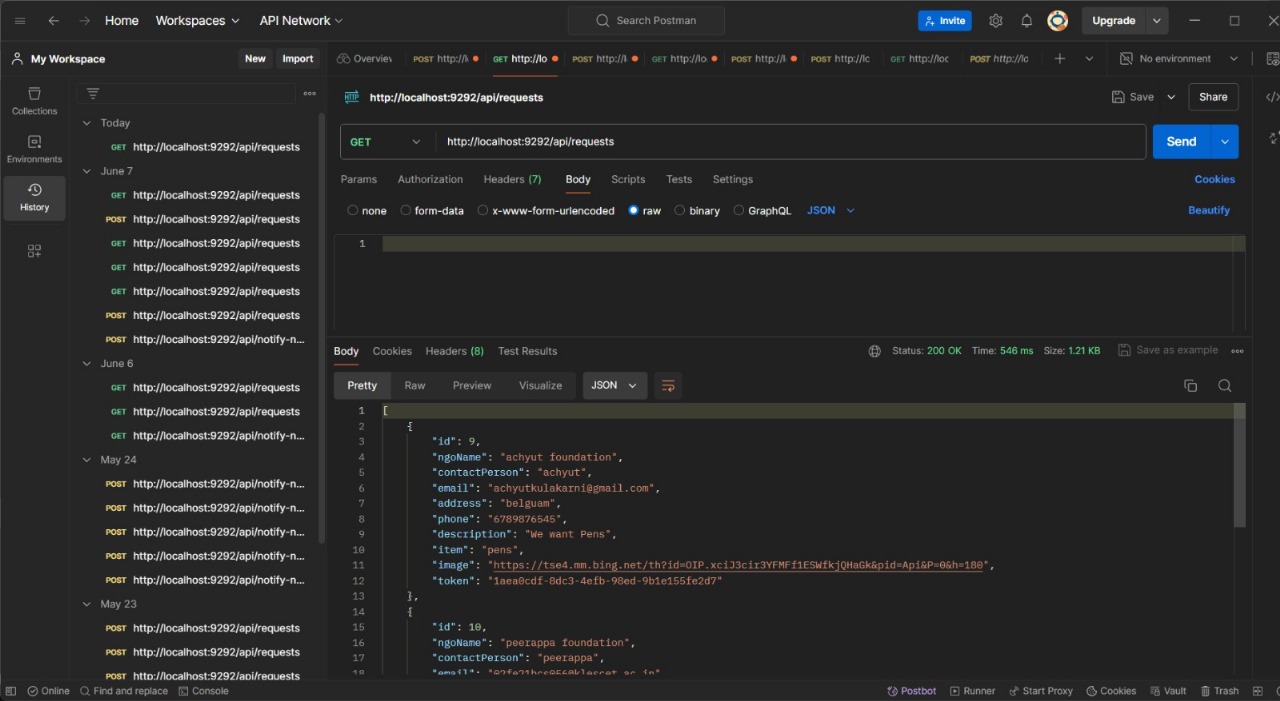 Home Workspaces API Network Search Postman Invite Upgrade
My Workspace New Import Overview POST http://l GET http://lo POST http://l GET http://loc POST http://l POST http://lc GET http://loc POST http://lo No environment
Collections
Environments
History
Today
GET http://localhost:9292/api/requests
June 7
GET http://localhost:9292/api/requests
POST http://localhost:9292/api/requests
GET http://localhost:9292/api/requests
GET http://localhost:9292/api/requests
GET http://localhost:9292/api/requests
POST http://localhost:9292/api/requests
POST http://localhost:9292/api/notify-n...
June 6
GET http://localhost:9292/api/requests
GET http://localhost:9292/api/requests
GET http://localhost:9292/api/notify-n...
May 24
POST http://localhost:9292/api/notify-n...
POST http://localhost:9292/api/notify-n...
POST http://localhost:9292/api/notify-n...
POST http://localhost:9292/api/notify-n...
POST http://localhost:9292/api/notify-n...
May 23
POST http://localhost:9292/api/requests
POST http://localhost:9292/api/requests
POST http://localhost:9292/api/requests
HTTP http://localhost:9292/api/requests Save Share
GET http://localhost:9292/api/requests Send
Params Authorization Headers (7) Body Scripts Tests Settings Cookies
none form-data x-www-form-urlencoded raw binary GraphQL JSON Beautify
1
Body Cookies Headers (8) Test Results Status: 200 OK Time: 546 ms Size: 1.21 KB Save as example
Pretty Raw Preview Visualize JSON
1 [
2 {
3 "id": 9,
4 "ngoName": "achyut foundation",
5 "contactPerson": "achyut",
6 "email": "achyutkulakarni@gmail.com",
7 "address": "belguam",
8 "phone": "6789876545",
9 "description": "We want Pens",
10 "item": "pens",
11 "image": "https://tse4.mm.bing.net/th?id=OIP.xciJ3cir3YFMFf1ESWfkjQHaGk&pid=Api&P=0&h=180",
12 "token": "1aea0cdf-8dc3-4efb-98ed-9b1e155fe2d7"
13 },
14 {
15 "id": 10,
16 "ngoName": "peerappa foundation",
17 "contactPerson": "peerappa",
18 "email": "02fe21bcs056@klescet.ac.in"
Online Find and replace Console Postbot Runner Start Proxy Cookies Vault Trash